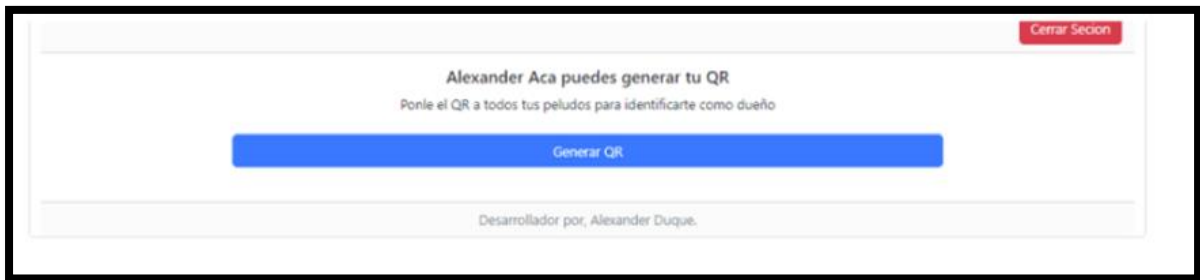 Cerrar Secion
Alexander Aca puedes generar tu QR
Ponle el QR a todos tus peludos para identificarte como dueño
Generar QR
Desarrollador por, Alexander Duque.